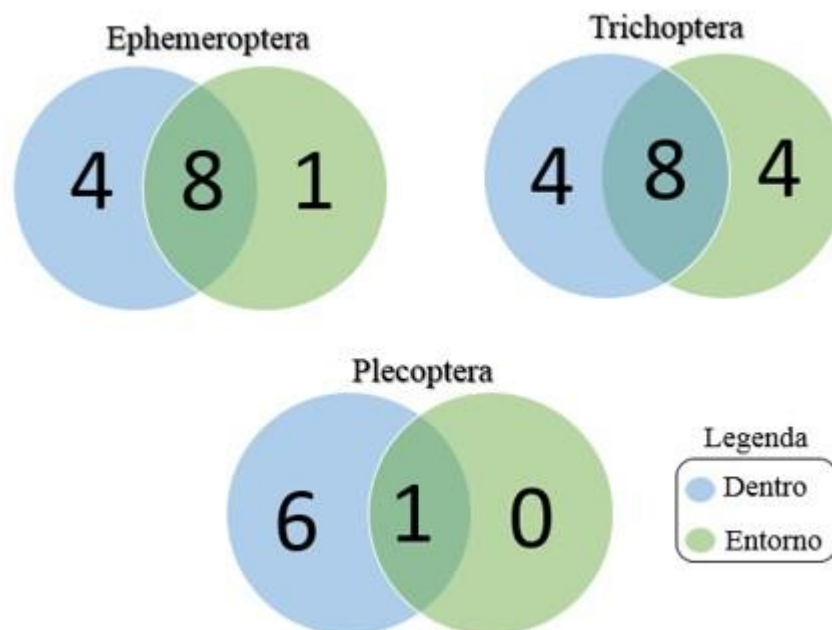 Ephemeroptera
4 8 1
Trichoptera
4 8 4
Plecoptera
6 1 0
Legenda
Dentro
Entorno